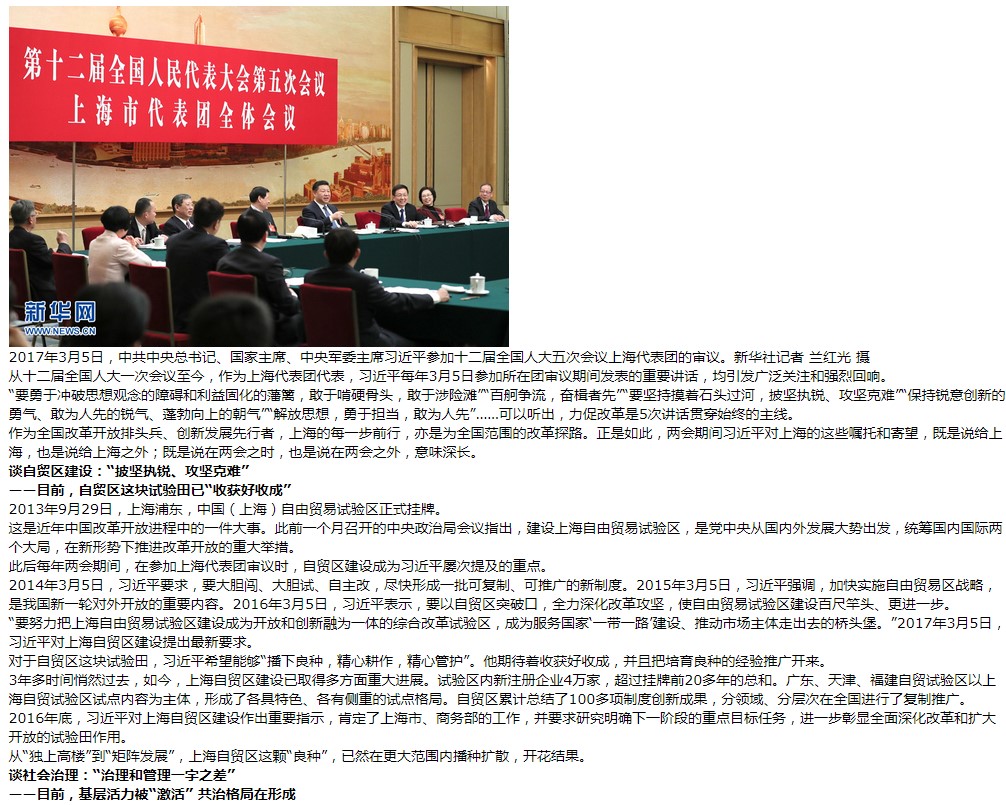 第十二届全国人民代表大会第五次会议
上海市代表团全体会议
新华网
WWW.NEWS.CN
2017年3月5日，中共中央总书记、国家主席、中央军委主席习近平参加十二届全国人大五次会议上海代表团的审议。新华社记者 兰红光 摄
从十二届全国人大一次会议至今，作为上海代表团代表，习近平每年3月5日参加所在团审议期间发表的重要讲话，均引发广泛关注和强烈回响。
“要勇于冲破思想观念的障碍和利益固化的藩篱，敢于啃硬骨头，敢于涉险滩”“百舸争流，奋楫者先”“要坚持摸着石头过河，披坚执锐、攻坚克难”“保持锐意创新的
勇气、敢为人先的锐气、蓬勃向上的朝气”“解放思想，勇于担当，敢为人先”……可以听出，力促改革是5次讲话贯穿始终的主线。
作为全国改革开放排头兵、创新发展先行者，上海的每一步前行，亦是为全国范围的改革探路。正是如此，两会期间习近平对上海的这些嘱托和寄望，既是说给上
海，也是说给上海之外；既是说在两会之时，也是说在两会之外，意味深长。
谈自贸区建设：“披坚执锐、攻坚克难”
——目前，自贸区这块试验田已“收获好收成”
2013年9月29日，上海浦东，中国（上海）自由贸易试验区正式挂牌。
这是近年中国改革开放进程中的一件大事。此前一个月召开的中央政治局会议指出，建设上海自由贸易试验区，是党中央从国内外发展大势出发，统筹国内国际两
个大局，在新形势下推进改革开放的重大举措。
此后每年两会期间，在参加上海代表团审议时，自贸区建设成为习近平屡次提及的重点。
2014年3月5日，习近平要求，要大胆闯、大胆试、自主改，尽快形成一批可复制、可推广的新制度。2015年3月5日，习近平强调，加快实施自由贸易区战略，
是我国新一轮对外开放的重要内容。2016年3月5日，习近平表示，要以自贸区突破口，全力深化改革攻坚，使自由贸易试验区建设百尺竿头、更进一步。
“要努力把上海自由贸易试验区建设成为开放和创新融为一体的综合改革试验区，成为服务国家‘一带一路’建设、推动市场主体走出去的桥头堡。”2017年3月5日，
习近平对上海自贸区建设提出最新要求。
对于自贸区这块试验田，习近平希望能够“播下良种，精心耕作，精心管护”。他期待着收获好收成，并且把培育良种的经验推广开来。
3年多时间悄然过去，如今，上海自贸区建设已取得多方面重大进展。试验区内新注册企业4万家，超过挂牌前20多年的总和。广东、天津、福建自贸试验区以上
海自贸试验区试点内容为主体，形成了各具特色、各有侧重的试点格局。自贸区累计总结了100多项制度创新成果，分领域、分层次在全国进行了复制推广。
2016年底，习近平对上海自贸区建设作出重要指示，肯定了上海市、商务部的工作，并要求研究明确下一阶段的重点目标任务，进一步彰显全面深化改革和扩大
开放的试验田作用。
从“独上高楼”到“矩阵发展”，上海自贸区这颗“良种”，已然在更大范围内播种扩散，开花结果。
谈社会治理：“治理和管理一字之差”
——目前，基层活力被“激活” 共治格局在形成